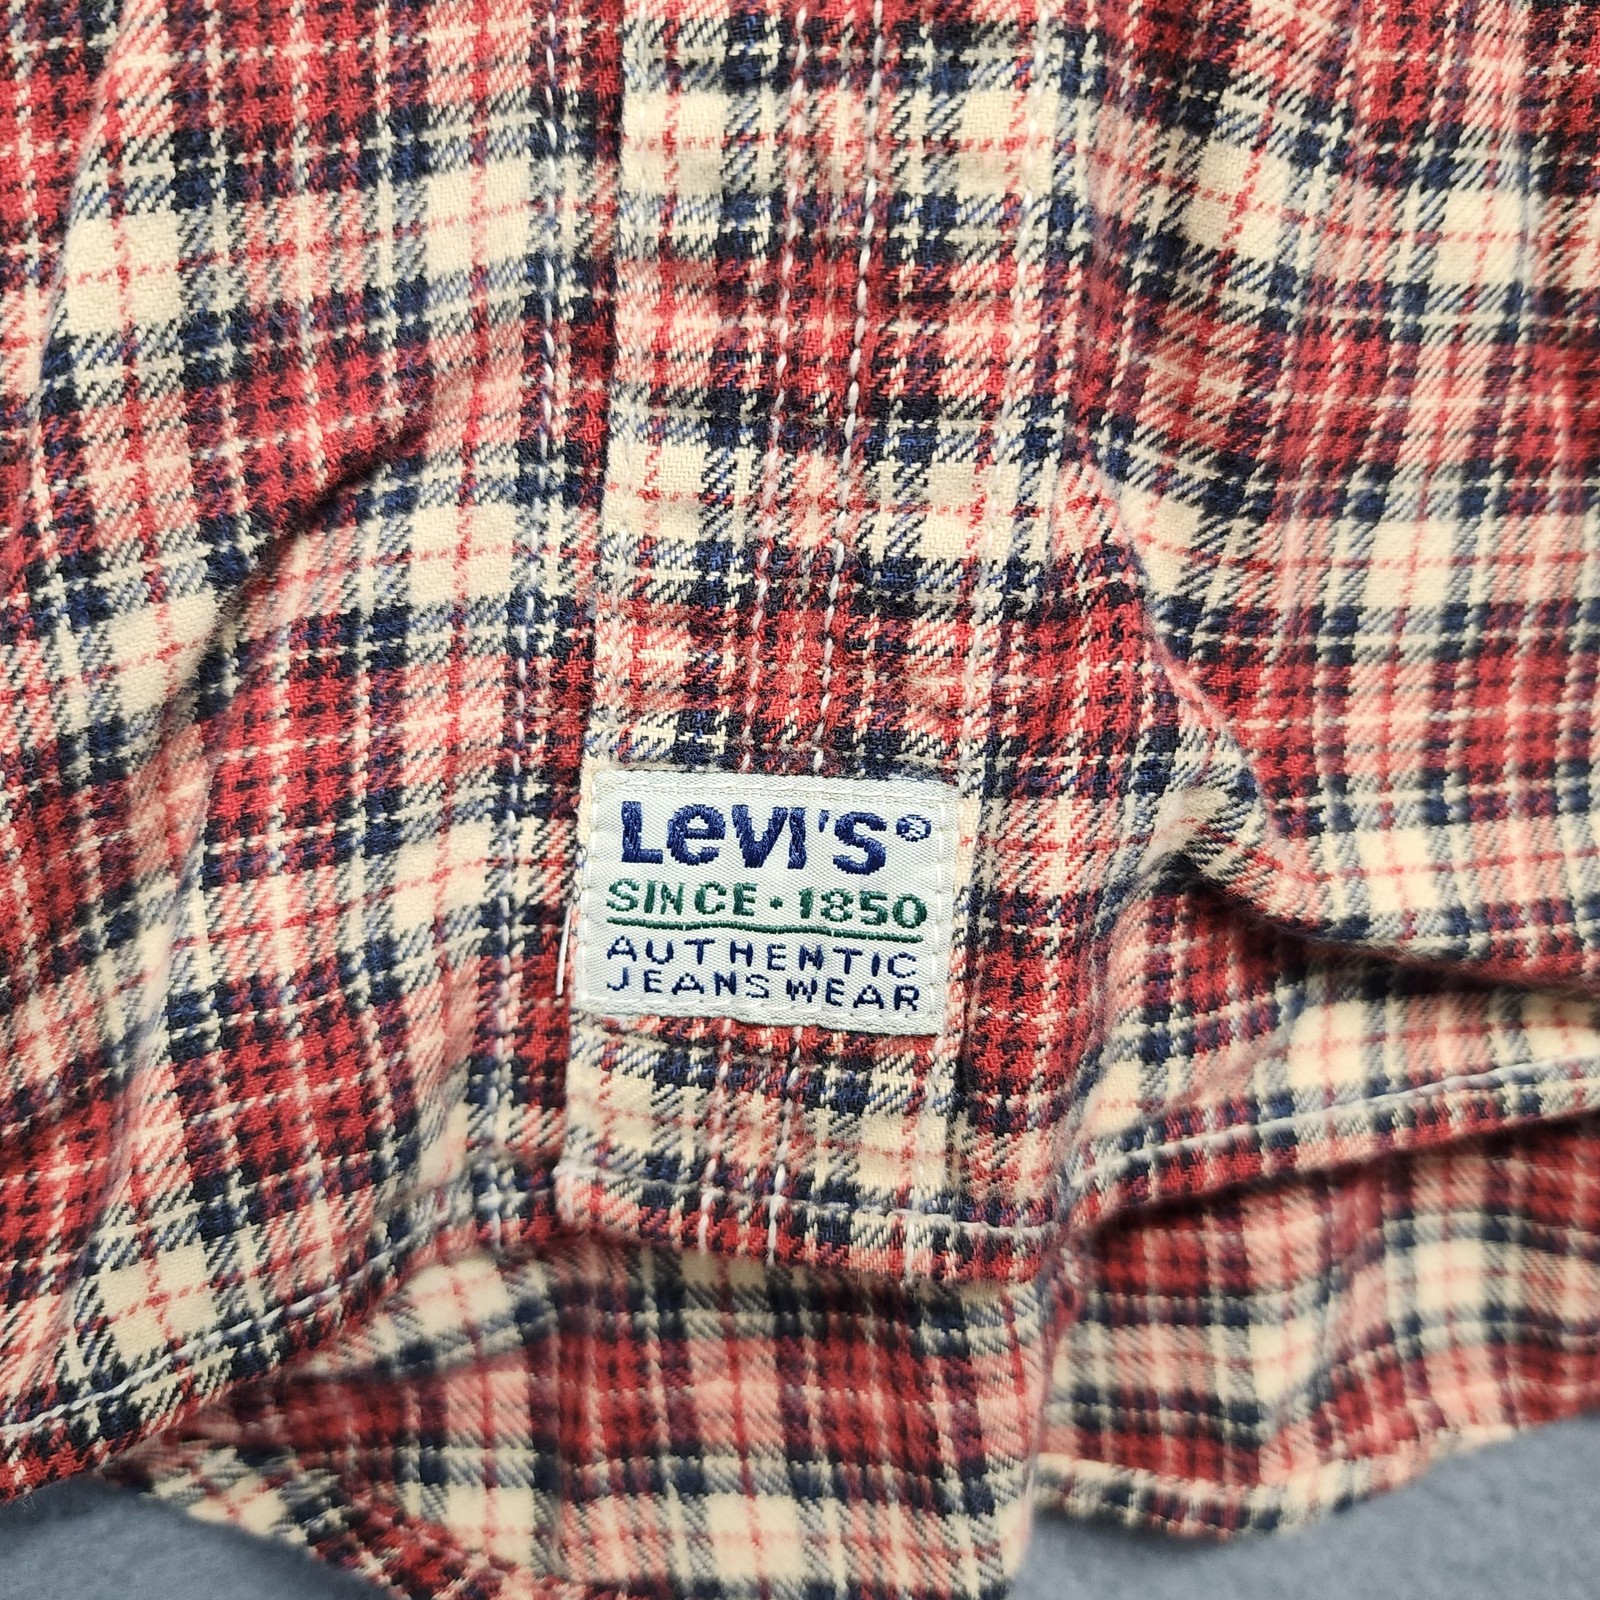 Levi's®
SINCE · 1850
AUTHENTIC
JEANSWEAR